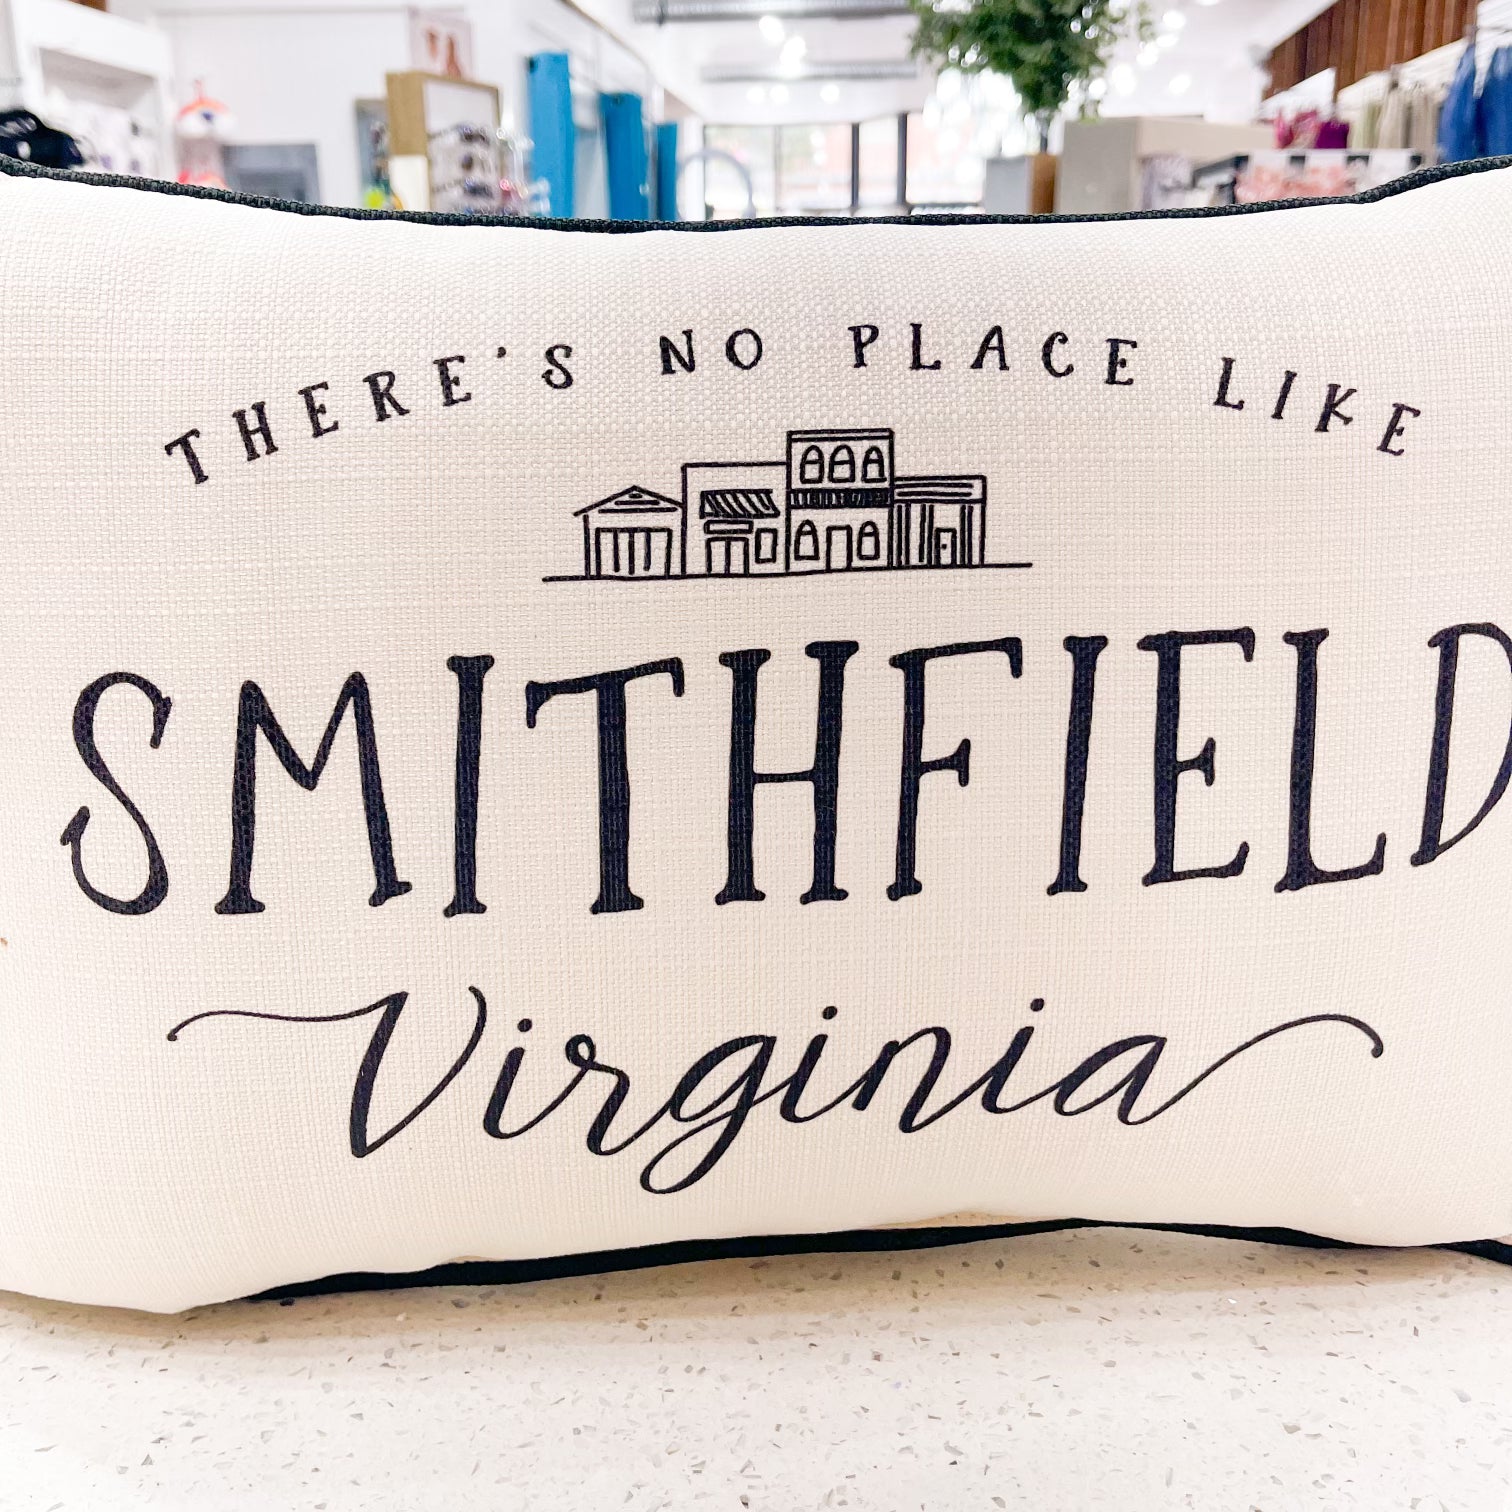 THERE'S NO PLACE LIKE
SMITHFIELD
Virginia